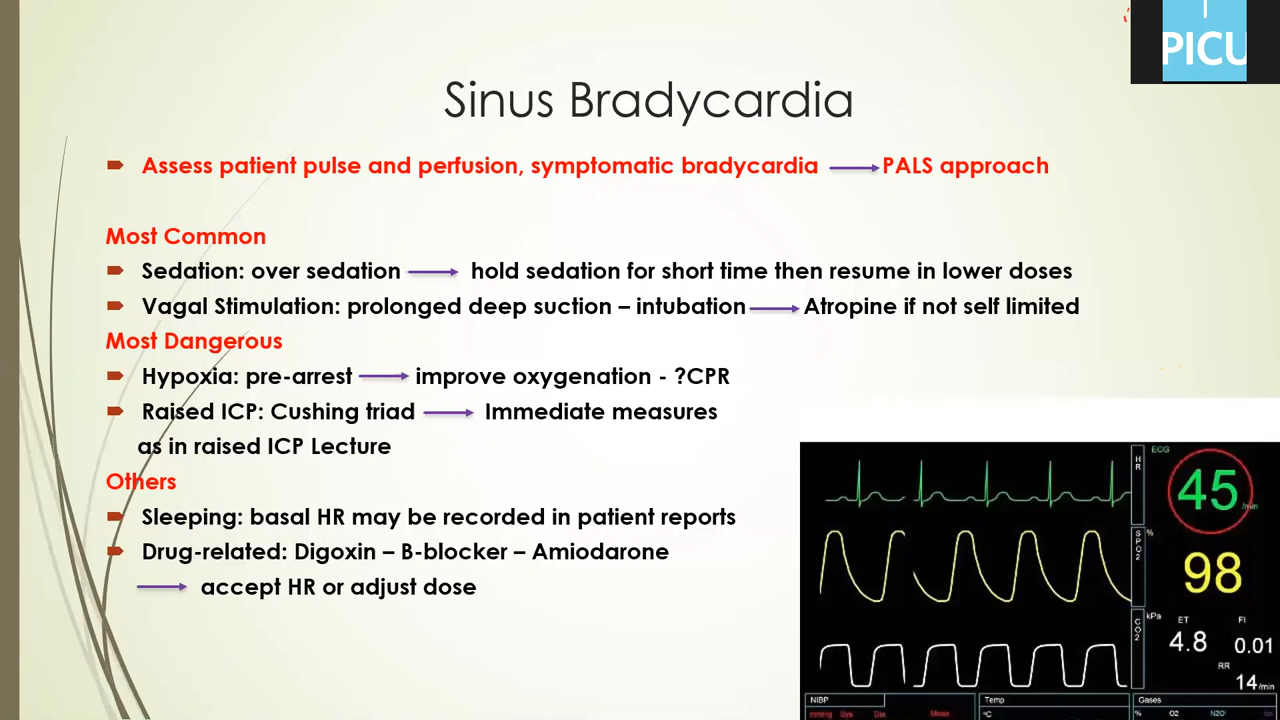 PICU
Sinus Bradycardia
Assess patient pulse and perfusion, symptomatic bradycardia PALS approach
Most Common
Sedation: over sedation hold sedation for short time then resume in lower doses
Vagal Stimulation: prolonged deep suction – intubation Atropine if not self limited
Most Dangerous
Hypoxia: pre-arrest improve oxygenation - ?CPR
Raised ICP: Cushing triad Immediate measures
as in raised ICP Lecture
Others
Sleeping: basal HR may be recorded in patient reports
Drug-related: Digoxin – B-blocker – Amiodarone
accept HR or adjust dose
HR
ECG
45 /min
SPO2
%
98
CO2
kPa ET FI
4.8 0.01
RR
14 /min
NIBP Temp Gases
mmHg Sys Dia Mean °C % O2 N2O